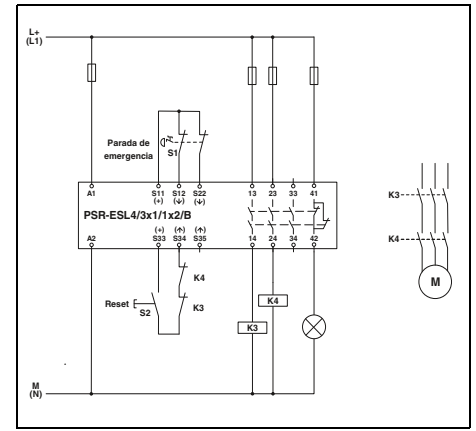 L+
(L1)
Parada de
emergencia
S1
A1
S11
S12
S22
13
23
33
41
(+)
(↓)
(↓)
PSR-ESL4/3x1/1x2/B
(+)
(↑)
(↑)
A2
S33
S34
S35
14
24
34
42
K4
K3
Reset
S2
K4
K3
K3
K4
M
M
(N)